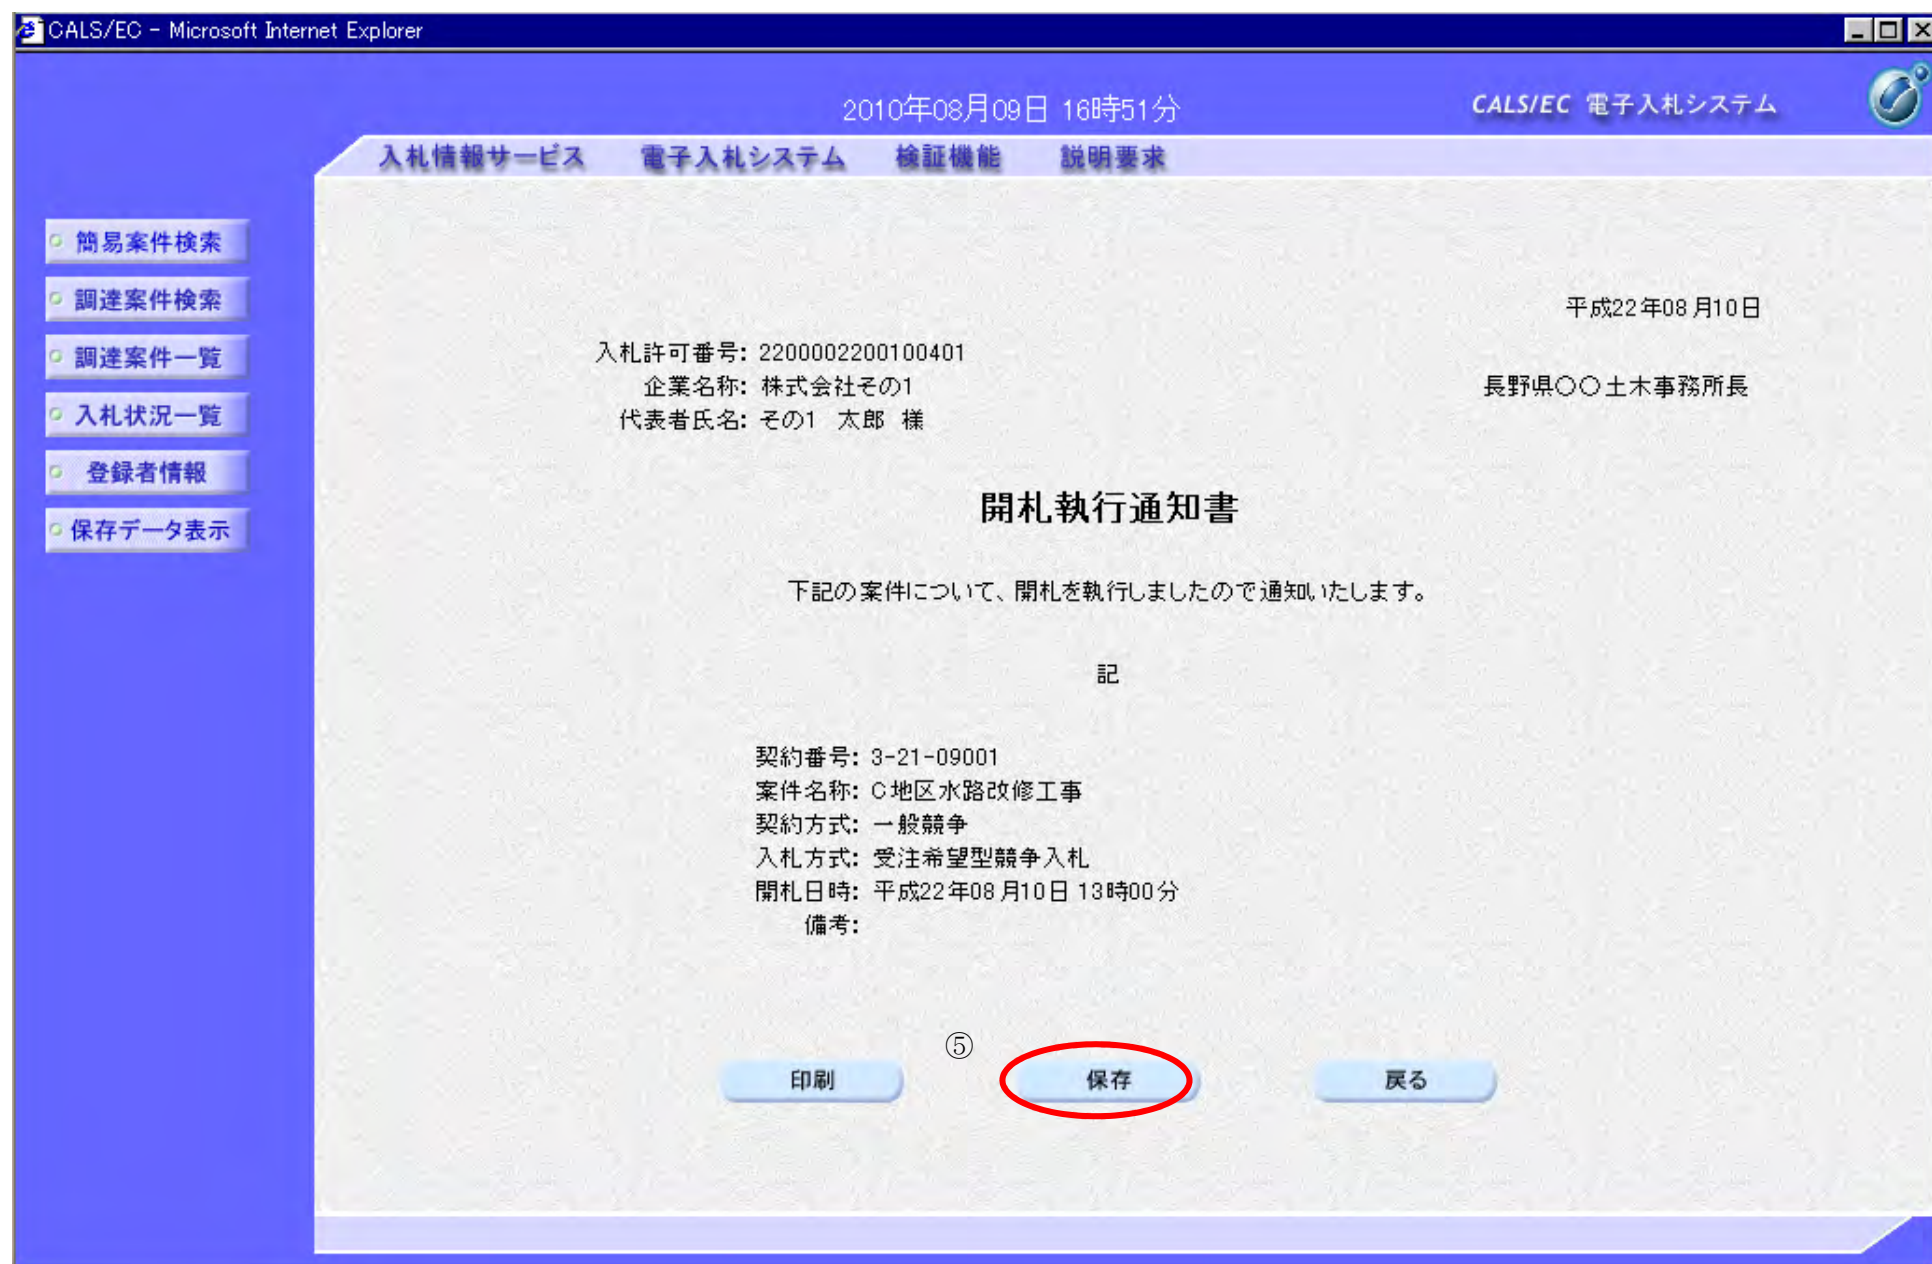 CALS/EC - Microsoft Internet Explorer
2010年08月09日 16時51分
CALS/EC 電子入札システム
入札情報サービス 電子入札システム 検証機能 説明要求
簡易案件検索
調達案件検索
調達案件一覧
入札状況一覧
登録者情報
保存データ表示
平成22年08月10日
入札許可番号: 2200002200100401
企業名称: 株式会社その1
長野県〇〇土木事務所長
代表者氏名: その1 太郎 様
開札執行通知書
下記の案件について、開札を執行しましたので通知いたします。
記
契約番号: 3-21-09001
案件名称: C地区水路改修工事
契約方式: 一般競争
入札方式: 受注希望型競争入札
開札日時: 平成22年08月10日 13時00分
備考:
⑤
印刷 保存 戻る